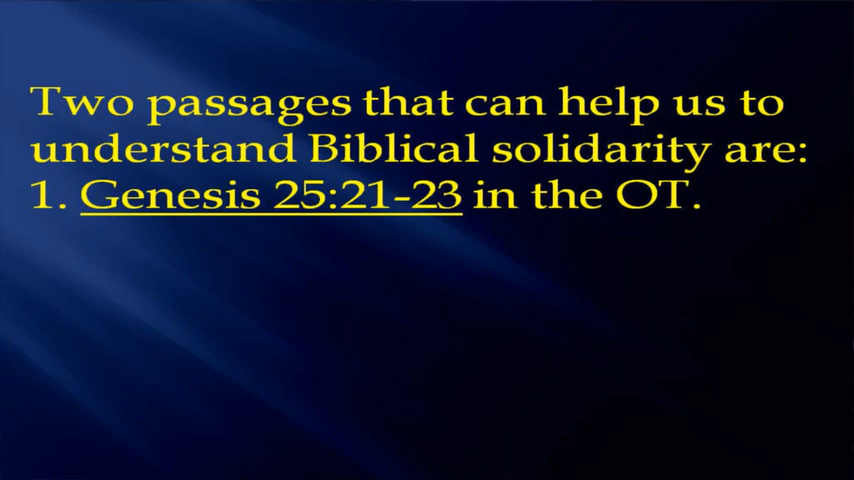 Two passages that can help us to
understand Biblical solidarity are:
1. Genesis 25:21-23 in the OT.